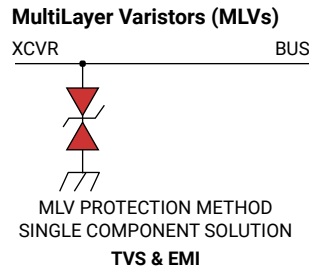 MultiLayer Varistors (MLVs)
XCVR BUS
MLV PROTECTION METHOD
SINGLE COMPONENT SOLUTION
TVS & EMI